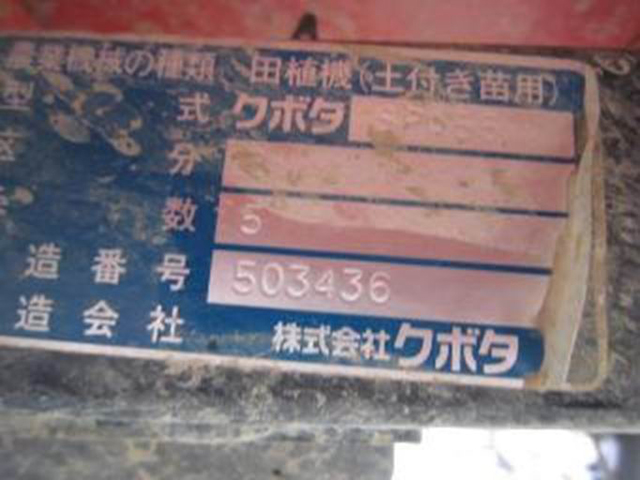 農業機械の種類 田植機(土付き苗用)
型 式 クボタ
区 分
数 5
造番号 503436
造会社 株式会社クボタ